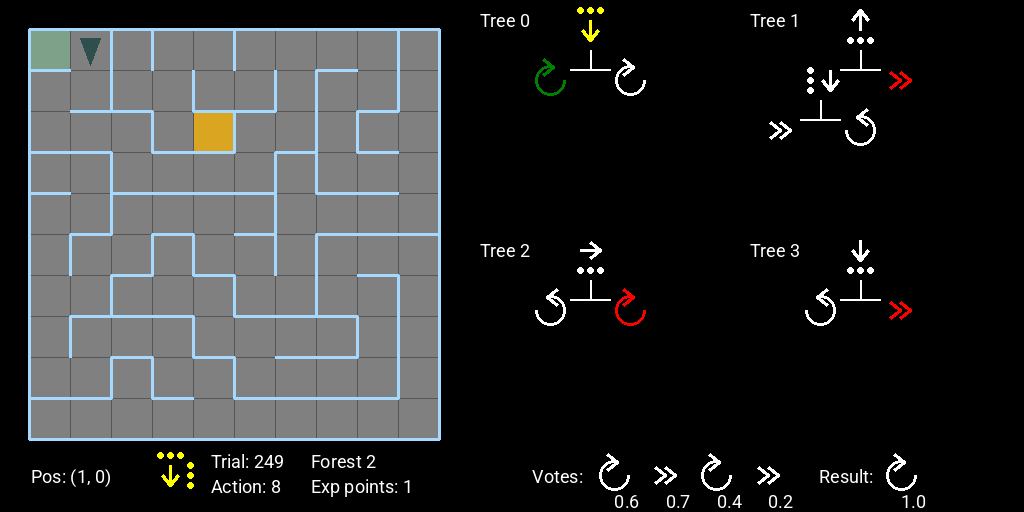 Tree 0
Tree 1
Tree 2
Tree 3
Pos: (1, 0)
Trial: 249
Forest 2
Action: 8
Exp points: 1
Votes:
0.6
0.7
0.4
0.2
Result:
1.0